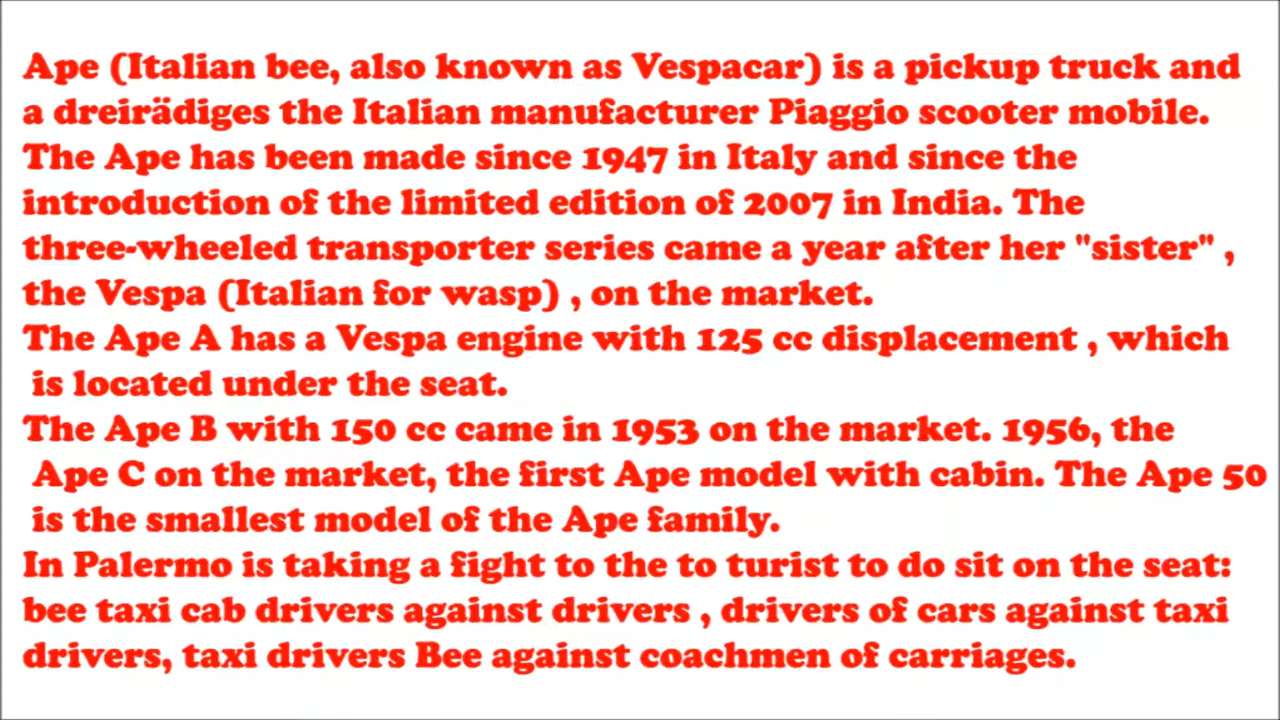 Ape (Italian bee, also known as Vespacar) is a pickup truck and
a dreirädiges the Italian manufacturer Piaggio scooter mobile.
The Ape has been made since 1947 in Italy and since the
introduction of the limited edition of 2007 in India. The
three-wheeled transporter series came a year after her "sister" ,
the Vespa (Italian for wasp) , on the market.
The Ape A has a Vespa engine with 125 cc displacement , which
is located under the seat.
The Ape B with 150 cc came in 1953 on the market. 1956, the
Ape C on the market, the first Ape model with cabin. The Ape 50
is the smallest model of the Ape family.
In Palermo is taking a fight to the to turist to do sit on the seat:
bee taxi cab drivers against drivers , drivers of cars against taxi
drivers, taxi drivers Bee against coachmen of carriages.